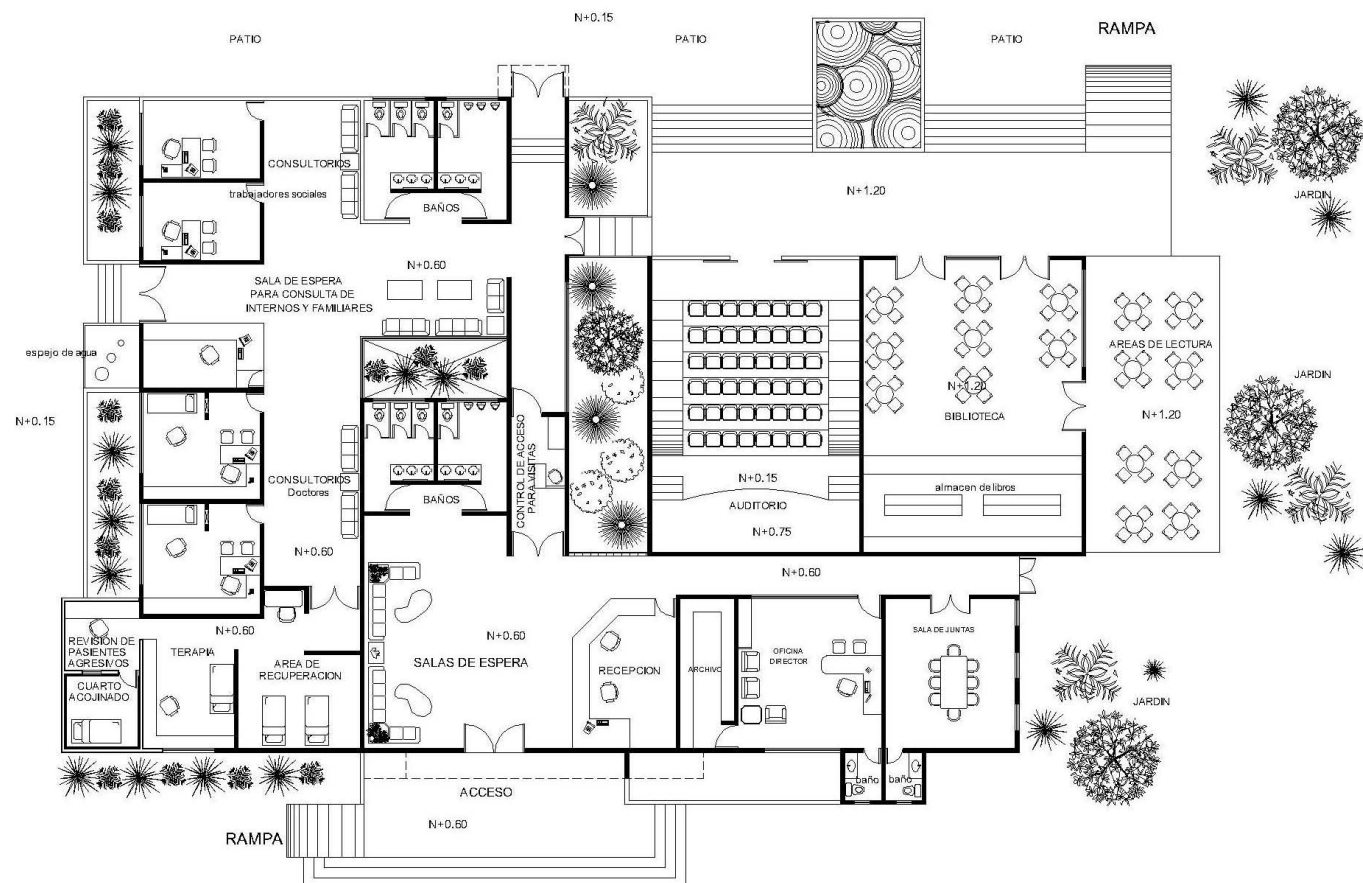 N+0.15
PATIO
PATIO
PATIO
RAMPA
CONSULTORIOS
trabajadores sociales
BAÑOS
N+1.20
JARDIN
N+0.60
SALA DE ESPERA
PARA CONSULTA DE
INTERNOS Y FAMILIARES
espejo de agua
AREAS DE LECTURA
JARDIN
N+1.20
BIBLIOTECA
N+1.20
N+0.15
CONTROL DE ACCESO
PARA VISITAS
CONSULTORIOS
Doctores
BAÑOS
N+0.15
almacen de libros
AUDITORIO
N+0.75
N+0.60
N+0.60
N+0.60
REVISIÓN DE
PASIENTES
AGRESIVOS
TERAPIA
AREA DE
RECUPERACION
N+0.60
SALAS DE ESPERA
RECEPCION
ARCHIVO
OFICINA
DIRECTOR
SALA DE JUNTAS
CUARTO
ACOJINADO
JARDIN
baño
baño
ACCESO
N+0.60
RAMPA